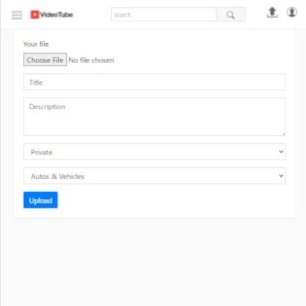 VideoTube
search...
Your file
Choose File No file chosen
Title
Description
Private
Autos & Vehicles
Upload